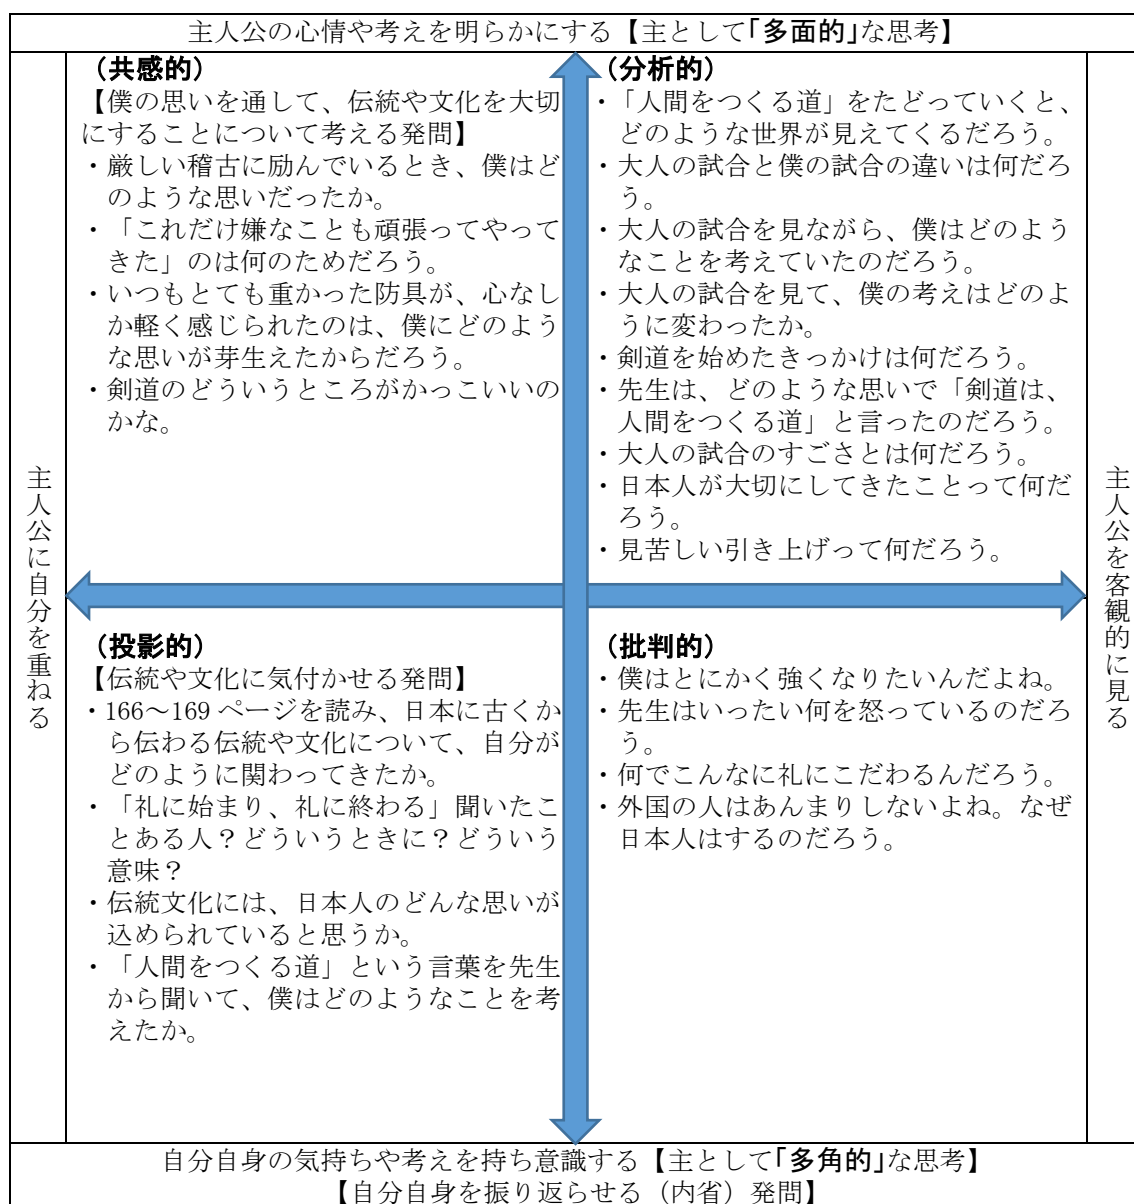 主人公の心情や考えを明らかにする【主として「多面的」な思考】
主人公に自分を重ねる
（共感的）
【僕の思いを通して、伝統や文化を大切
にすることについて考える発問】
・厳しい稽古に励んでいるとき、僕はど
のような思いだったか。
・「これだけ嫌なことも頑張ってやって
きた」のは何のためだろう。
・いつもとても重かった防具が、心なし
か軽く感じられたのは、僕にどのよう
な思いが芽生えたからだろう。
・剣道のどういうところがかっこいいの
かな。
（分析的）
・「人間をつくる道」をたどっていくと、
どのような世界が見えてくるだろう。
・大人の試合と僕の試合の違いは何だろ
う。
・大人の試合を見ながら、僕はどのよう
なことを考えていたのだろう。
・大人の試合を見て、僕の考えはどのよ
うに変わったか。
・剣道を始めたきっかけは何だろう。
・先生は、どのような思いで「剣道は、
人間をつくる道」と言ったのだろう。
・大人の試合のすごさとは何だろう。
・日本人が大切にしてきたことって何だ
ろう。
・見苦しい引き上げって何だろう。
主人公を客観的に見る
（投影的）
【伝統や文化に気付かせる発問】
・166～169 ページを読み、日本に古くか
ら伝わる伝統や文化について、自分が
どのように関わってきたか。
・「礼に始まり、礼に終わる」聞いたこ
とある人？どういうときに？どういう
意味？
・伝統文化には、日本人のどんな思いが
込められていると思うか。
・「人間をつくる道」という言葉を先生
から聞いて、僕はどのようなことを考
えたか。
（批判的）
・僕はとにかく強くなりたいんだよね。
・先生はいったい何を怒っているのだろ
う。
・何でこんなに礼にこだわるんだろう。
・外国の人はあんまりしないよね。なぜ
日本人はするのだろう。
自分自身の気持ちや考えを持ち意識する【主として「多角的」な思考】
【自分自身を振り返らせる（内省）発問】